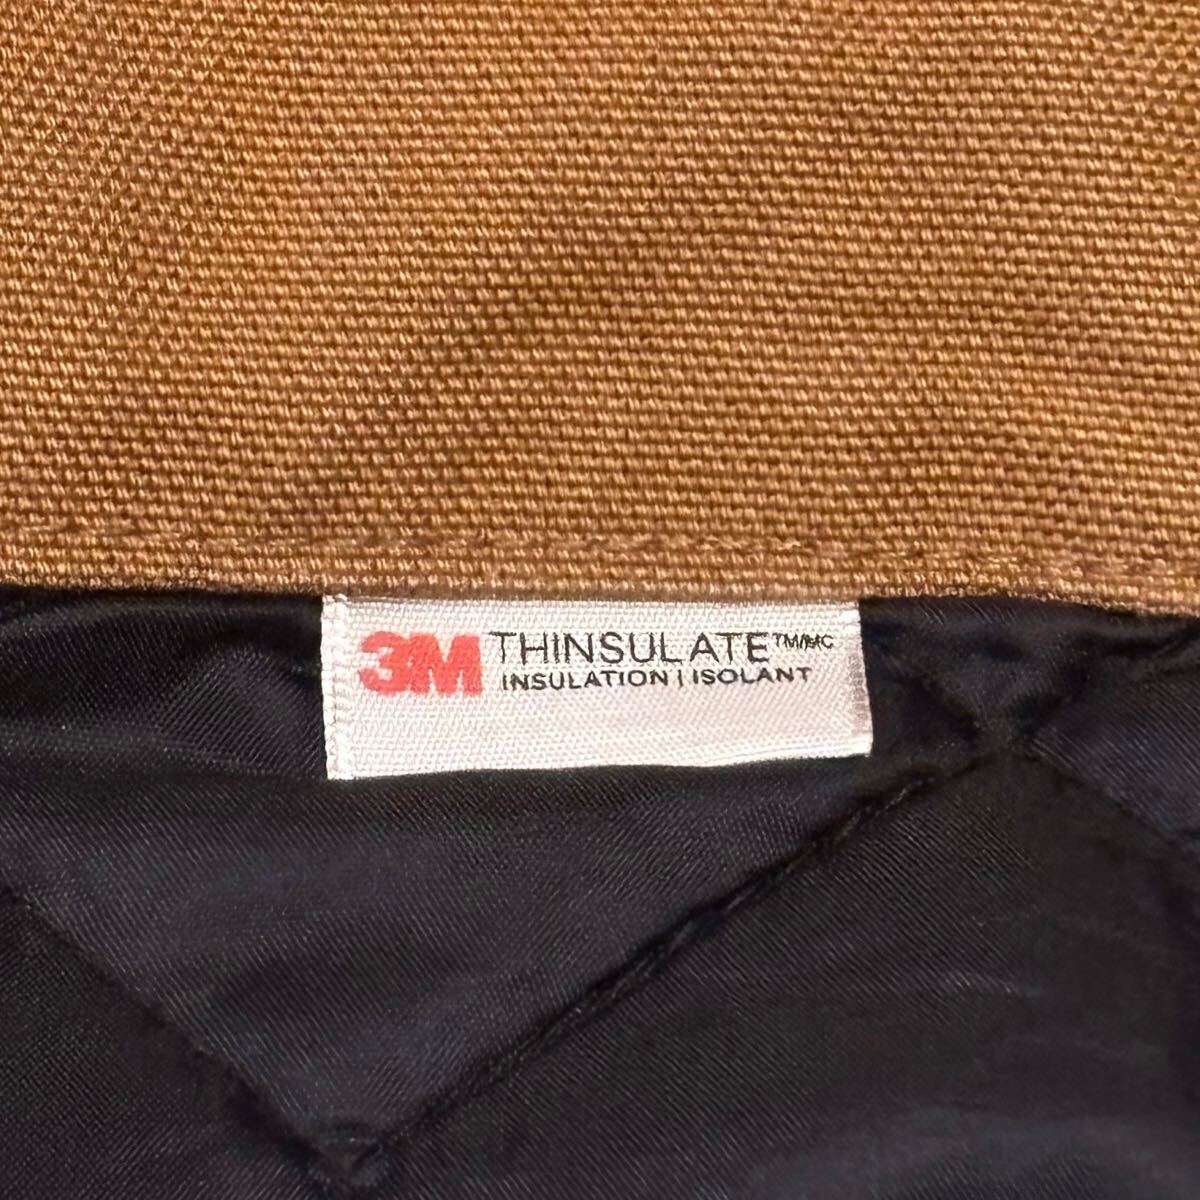 3M THINSULATE™/MC
INSULATION | ISOLANT